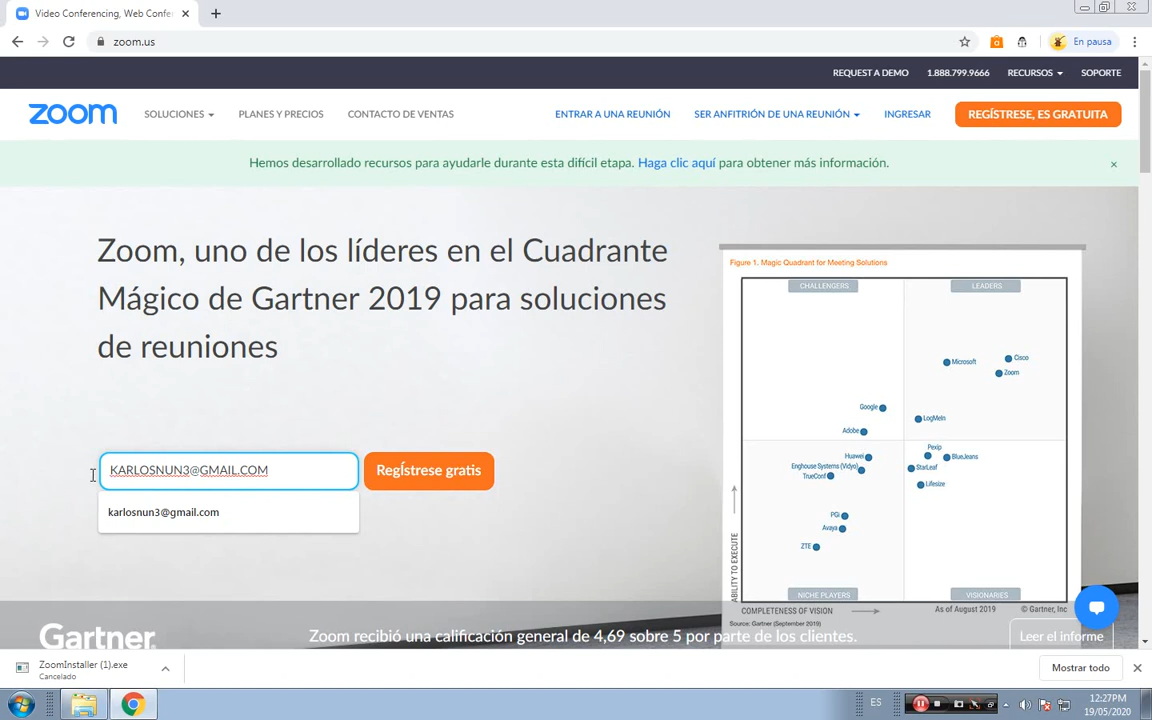 Video Conferencing, Web Confer
zoom.us
En pausa
REQUEST A DEMO 1.888.799.9666 RECURSOS SOPORTE
zoom SOLUCIONES PLANES Y PRECIOS CONTACTO DE VENTAS ENTRAR A UNA REUNIÓN SER ANFITRIÓN DE UNA REUNIÓN INGRESAR REGÍSTRESE, ES GRATUITA
Hemos desarrollado recursos para ayudarle durante esta difícil etapa. Haga clic aquí para obtener más información. ×
Zoom, uno de los líderes en el Cuadrante
Mágico de Gartner 2019 para soluciones
de reuniones
KARLOSNUN3@GMAIL.COM
RegÍstrese gratis
karlosnun3@gmail.com
Figure 1. Magic Quadrant for Meeting Solutions
CHALLENGERS LEADERS
Cisco
Microsoft
Zoom
Google
LogMeIn
Adobe
Pexip
Huawei
BlueJeans
Enghouse Systems (Vidyo)
StarLeaf
TrueConf
Lifesize
PGi
Avaya
ZTE
ABILITY TO EXECUTE
NICHE PLAYERS VISIONARIES
COMPLETENESS OF VISION As of August 2019 © Gartner, Inc
Source: Gartner (September 2019)
Gartner.
Zoom recibió una calificación general de 4,69 sobre 5 por parte de los clientes.
Leer el informe
ZoomInstaller (1).exe
Cancelado
Mostrar todo
ES
12:27PM
19/05/2020